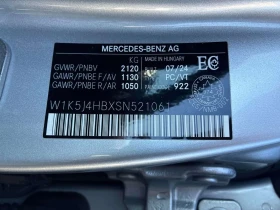 MERCEDES-BENZ AG
GVWR/PNBV 2120 07/24 MADE IN HUNGARY
GAWR/PNBE F/AV 1130 PC/VT
GAWR/PNBE R/AR 1050 922
W1K5J4HBXSN521061
EC